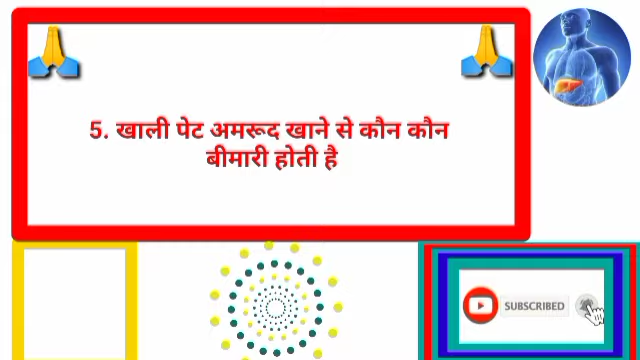 5. खाली पेट अमरूद खाने से कौन कौन
बीमारी होती है
SUBSCRIBED